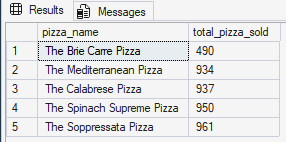 Results Messages
pizza_name total_pizza_sold
1 The Brie Carre Pizza 490
2 The Mediterranean Pizza 934
3 The Calabrese Pizza 937
4 The Spinach Supreme Pizza 950
5 The Soppressata Pizza 961